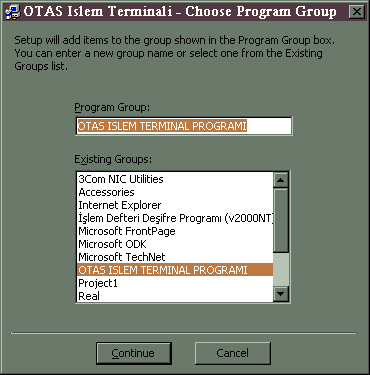 OTAS Islem Terminali - Choose Program Group
Setup will add items to the group shown in the Program Group box.
You can enter a new group name or select one from the Existing
Groups list.
Program Group:
OTAS ISLEM TERMINAL PROGRAMI
Existing Groups:
3Com NIC Utilities
Accessories
Internet Explorer
İşlem Defteri Deşifre Programı (v2000NT)
Microsoft FrontPage
Microsoft ODK
Microsoft TechNet
OTAS ISLEM TERMINAL PROGRAMI
Project1
Real
Continue
Cancel